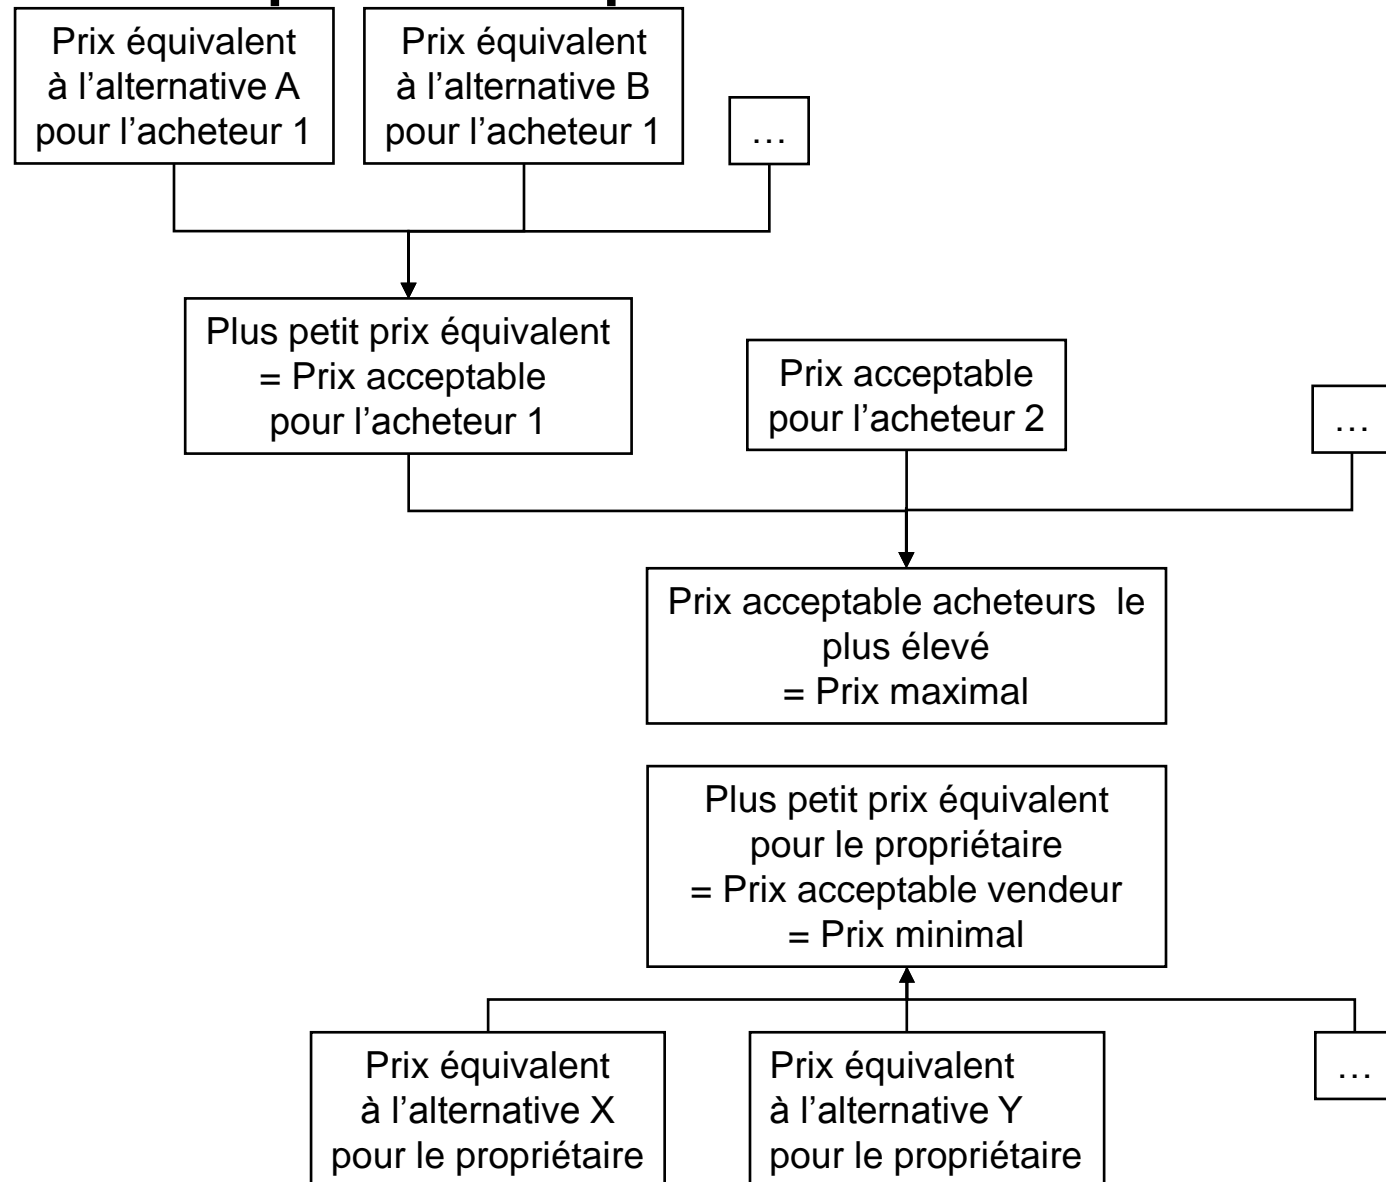 Prix équivalent
à l’alternative A
pour l’acheteur 1
Prix équivalent
à l’alternative B
pour l’acheteur 1
…
Plus petit prix équivalent
= Prix acceptable
pour l’acheteur 1
Prix acceptable
pour l’acheteur 2
…
Prix acceptable acheteurs  le
plus élevé
= Prix maximal
Plus petit prix équivalent
pour le propriétaire
= Prix acceptable vendeur
= Prix minimal
Prix équivalent
à l’alternative X
pour le propriétaire
Prix équivalent
à l’alternative Y
pour le propriétaire
…